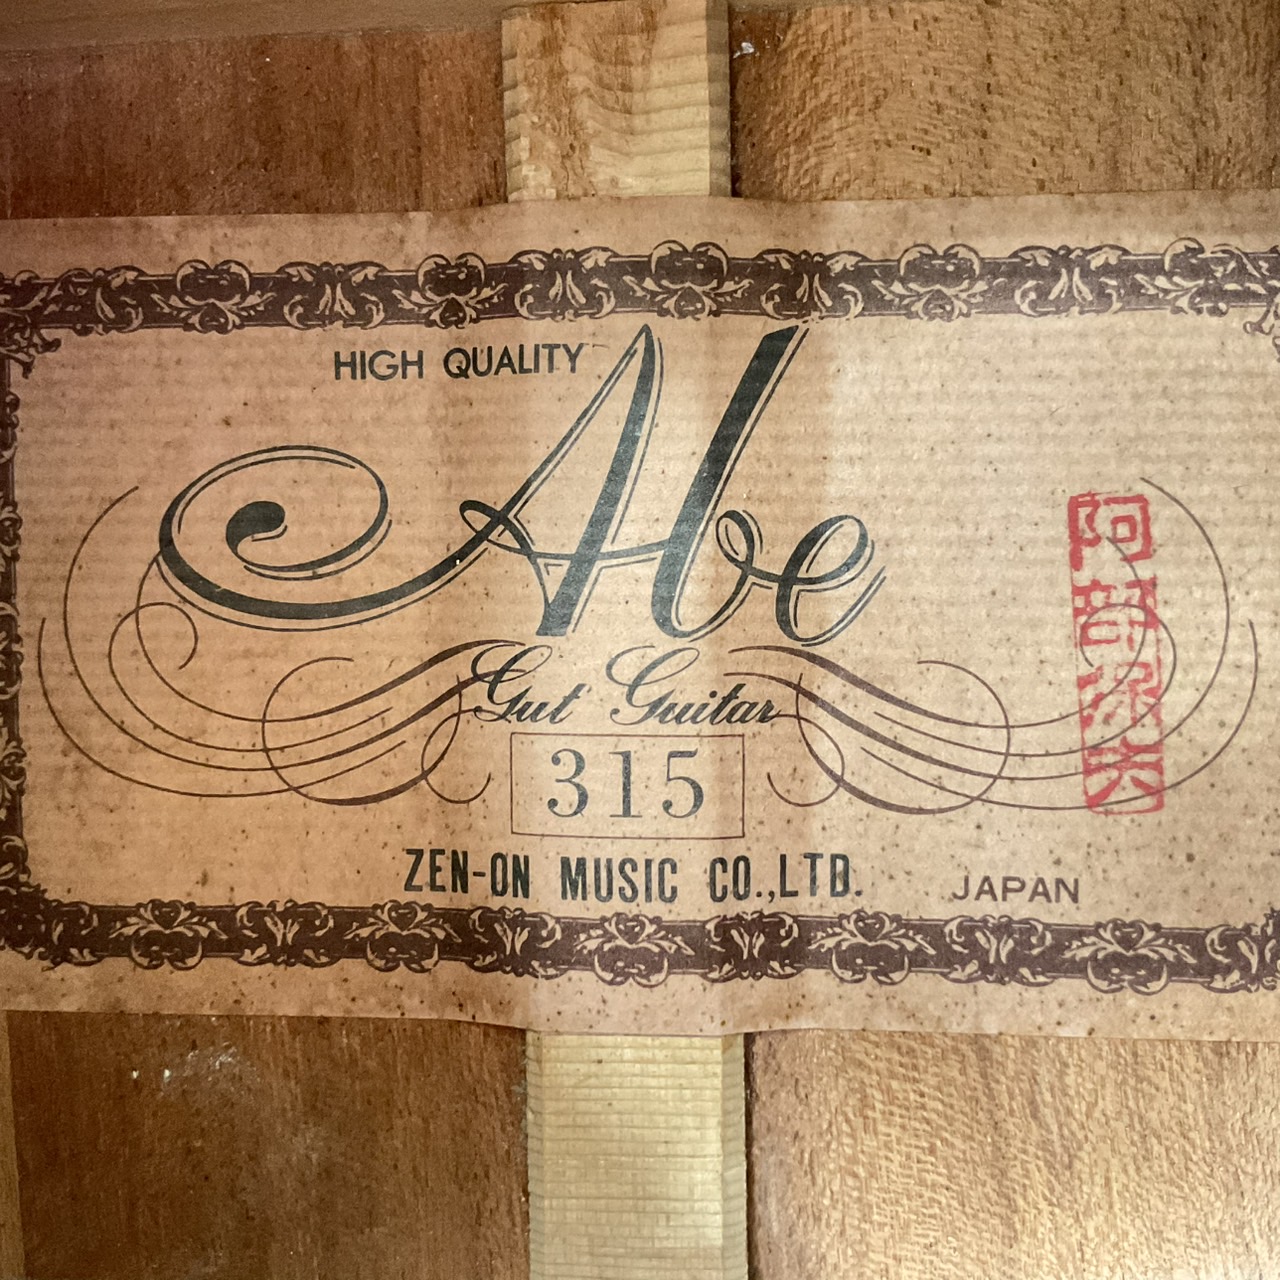 HIGH QUALITY
Abe
Gut Guitar
315
ZEN-ON MUSIC CO.,LTD.
JAPAN
阿部保夫